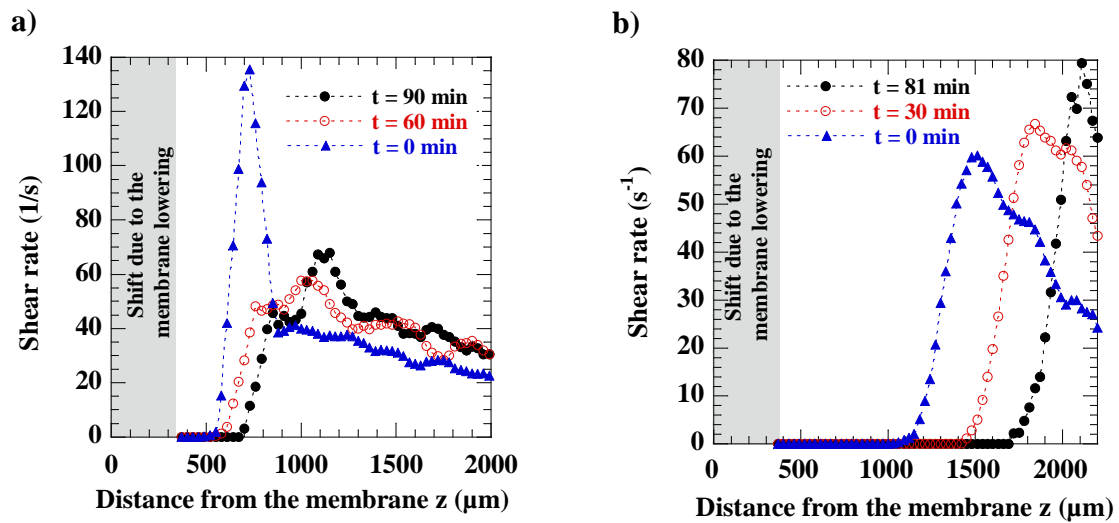 a)
140
120
100
80
60
40
20
0
Shear rate (1/s)
Shift due to the
membrane lowering
t = 90 min
t = 60 min
t = 0 min
0 500 1000 1500 2000
Distance from the membrane z (µm)
b)
80
70
60
50
40
30
20
10
0
Shear rate (s⁻¹)
Shift due to the
membrane lowering
t = 81 min
t = 30 min
t = 0 min
0 500 1000 1500 2000
Distance from the membrane z (µm)